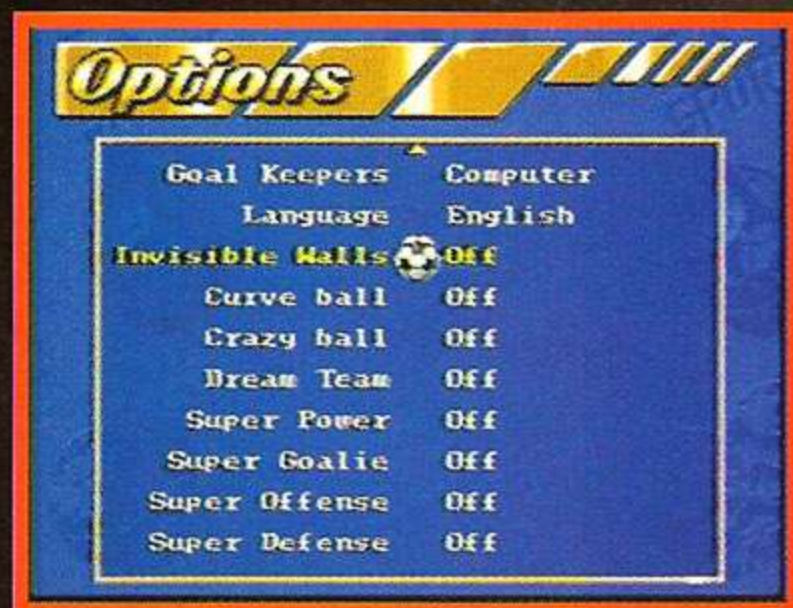 Options
Goal Keepers Computer
Language English
Invisible Walls Off
Curve ball Off
Crazy ball Off
Dream Team Off
Super Power Off
Super Goalie Off
Super Offense Off
Super Defense Off